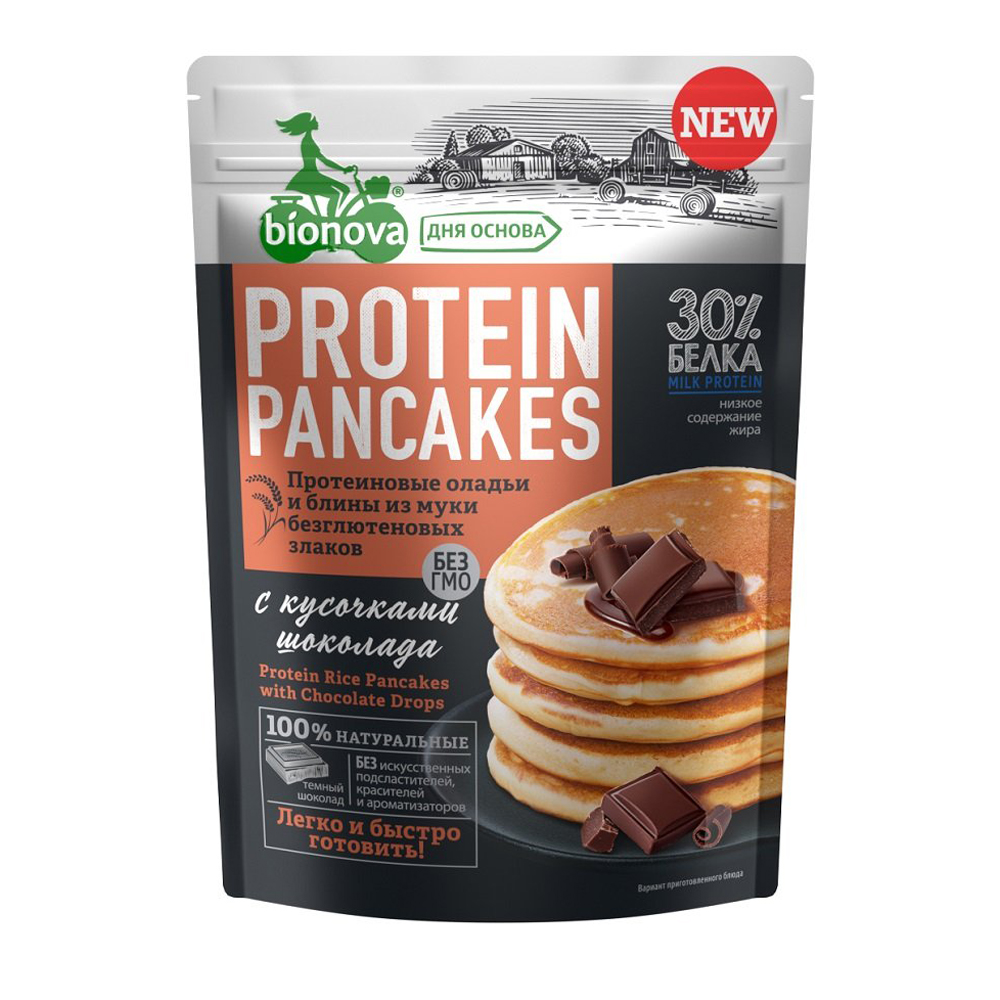 NEW
bionova®
ДНЯ ОСНОВА
PROTEIN
PANCAKES
30%
БЕЛКА
MILK PROTEIN
низкое
содержание
жира
Протеиновые оладьи
и блины из муки
безглютеновых
злаков
БЕЗ
ГМО
с кусочками
шоколада
Protein Rice Pancakes
with Chocolate Drops
100% НАТУРАЛЬНЫЕ
темный
шоколад
БЕЗ искусственных
подсластителей,
красителей
и ароматизаторов
Легко и быстро
готовить!
Вариант приготовленного блюда